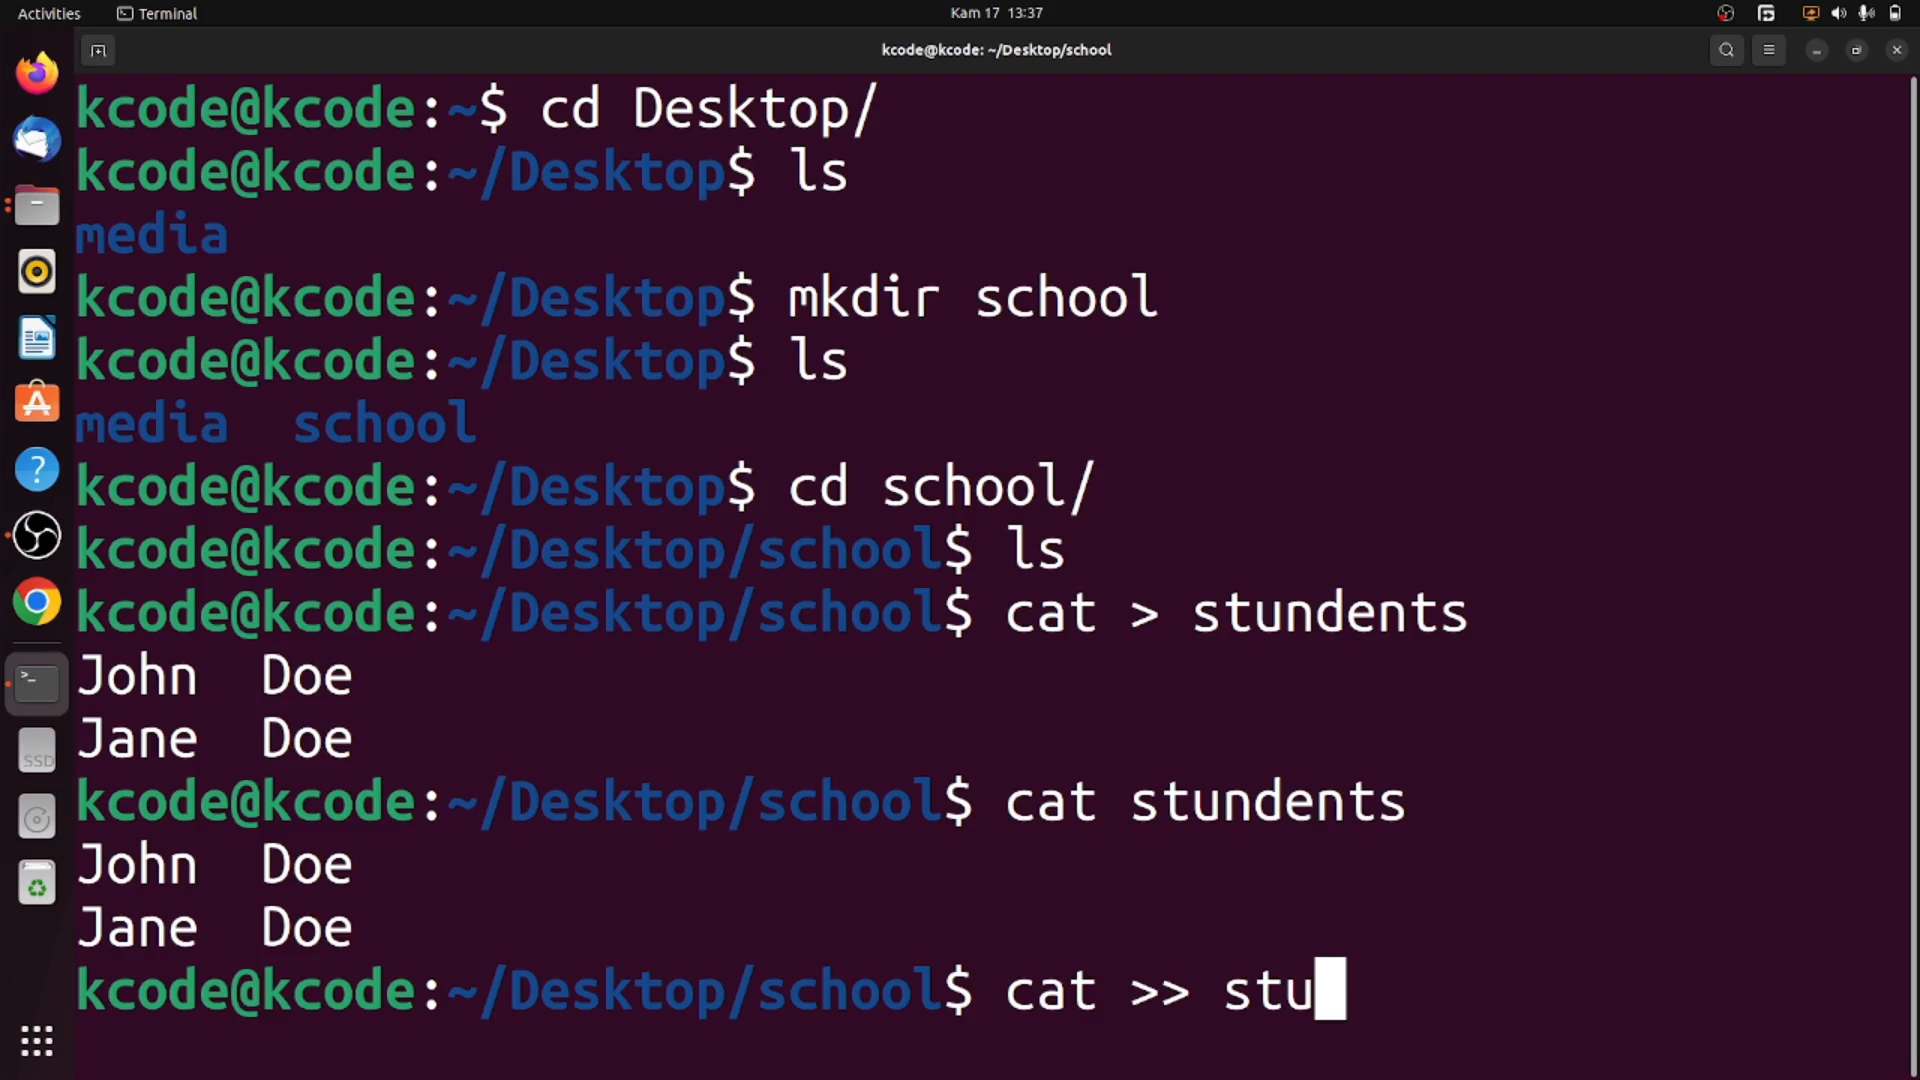 Activities Terminal Kam 17 13:37
kcode@kcode: ~/Desktop/school
kcode@kcode:~$ cd Desktop/
kcode@kcode:~/Desktop$ ls
media
kcode@kcode:~/Desktop$ mkdir school
kcode@kcode:~/Desktop$ ls
media school
kcode@kcode:~/Desktop$ cd school/
kcode@kcode:~/Desktop/school$ ls
kcode@kcode:~/Desktop/school$ cat > stundents
John Doe
Jane Doe
kcode@kcode:~/Desktop/school$ cat stundents
John Doe
Jane Doe
kcode@kcode:~/Desktop/school$ cat >> stu
SSD